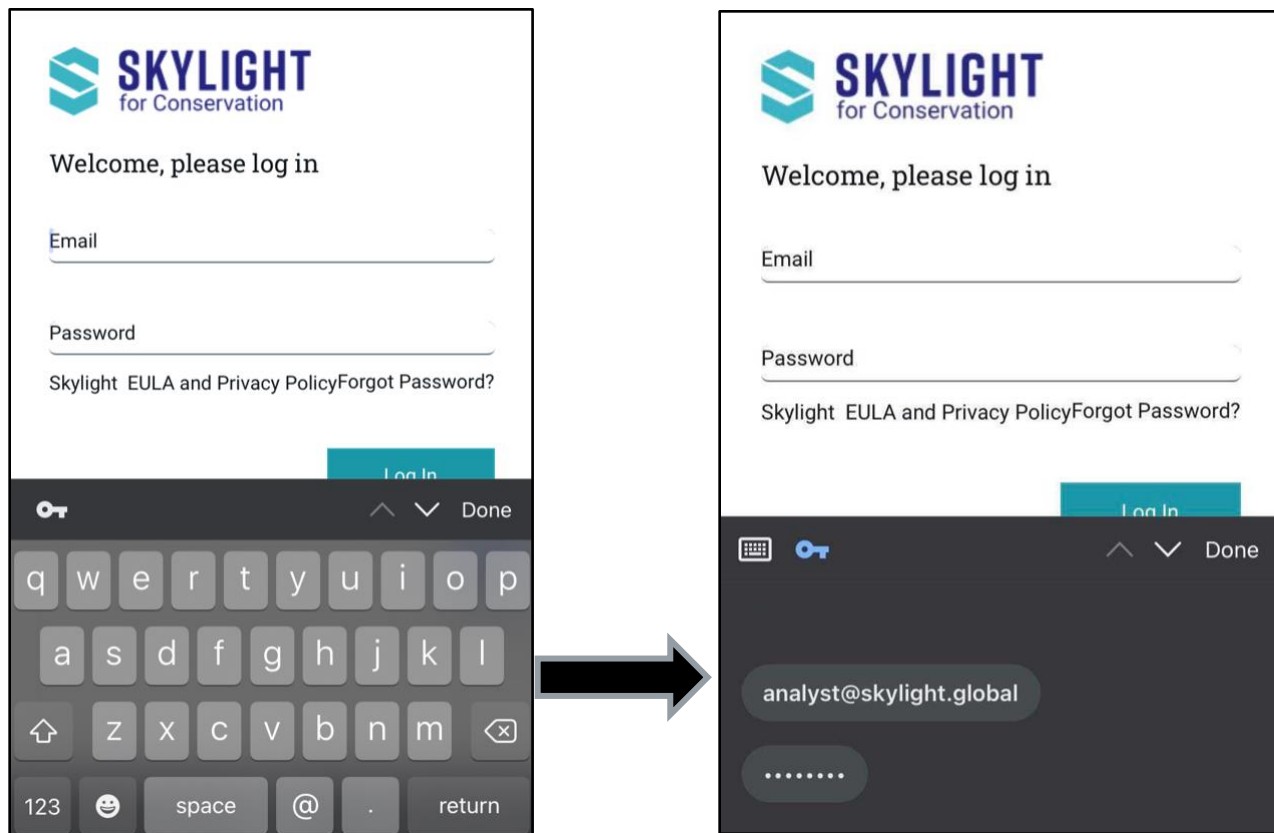 SKYLIGHT
for Conservation
Welcome, please log in
Email
Password
Skylight EULA and Privacy PolicyForgot Password?
Log In
Done
q w e r t y u i o p
a s d f g h j k l
z x c v b n m
123 space @ . return
SKYLIGHT
for Conservation
Welcome, please log in
Email
Password
Skylight EULA and Privacy PolicyForgot Password?
Log In
Done
analyst@skylight.global
••••••••